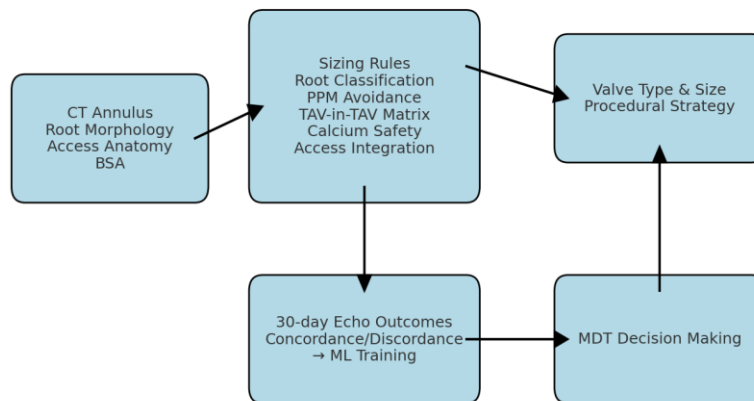 CT Annulus
Root Morphology
Access Anatomy
BSA
Sizing Rules
Root Classification
PPM Avoidance
TAV-in-TAV Matrix
Calcium Safety
Access Integration
Valve Type & Size
Procedural Strategy
30-day Echo Outcomes
Concordance/Discordance
→ ML Training
MDT Decision Making